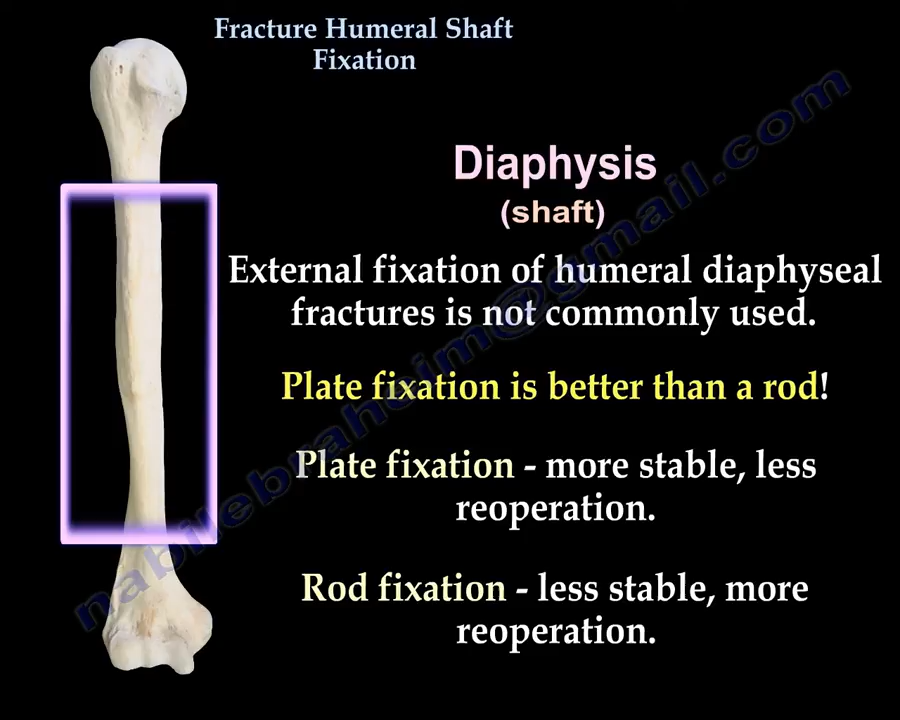 Fracture Humeral Shaft
Fixation
Diaphysis
(shaft)
External fixation of humeral diaphyseal
fractures is not commonly used.
Plate fixation is better than a rod!
Plate fixation - more stable, less
reoperation.
Rod fixation - less stable, more
reoperation.
nabilebraheim@gmail.com